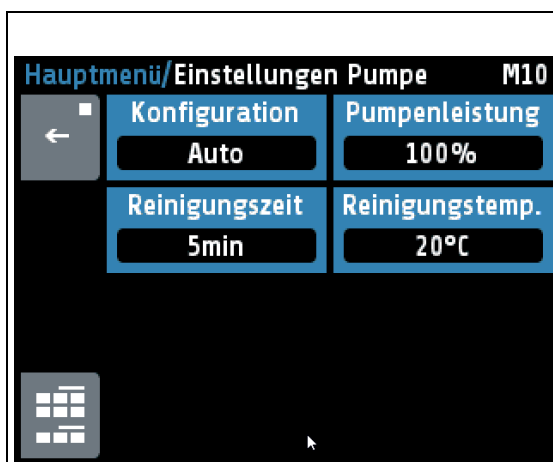 Hauptmenü/Einstellungen Pumpe M10
Konfiguration Pumpenleistung
Auto 100%
Reinigungszeit Reinigungstemp.
5min 20°C